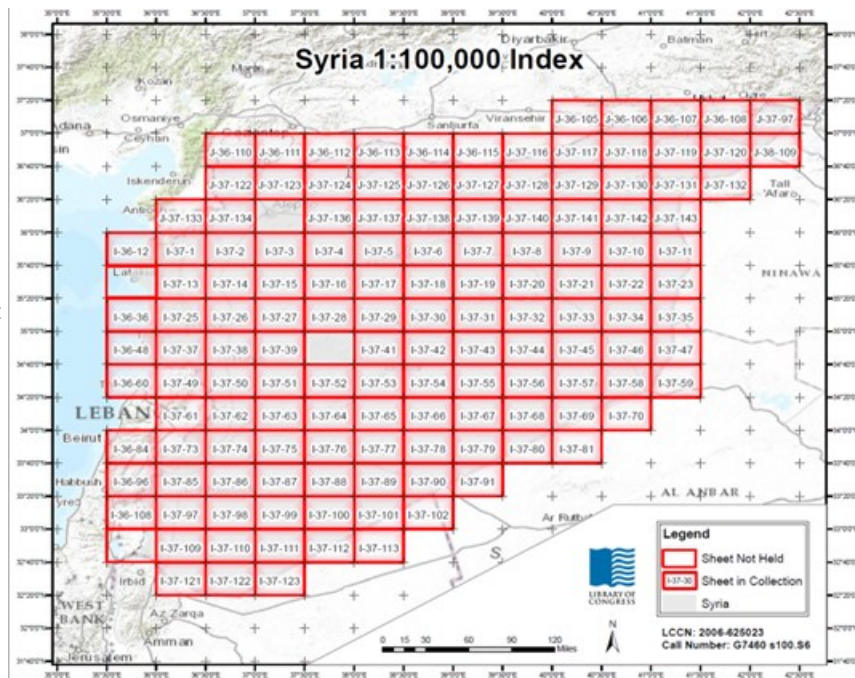 Syria 1:100,000 Index
Diyarbakir
Batman
Kozan
Osmaniye
Ceyhan
Adana
Sanliurfa
Viransehir
J-36-105 J-36-106 J-36-107 J-36-108 J-37-97
J-36-110 J-36-111 J-36-112 J-36-113 J-36-114 J-36-115 J-37-116 J-37-117 J-37-118 J-37-119 J-37-120 J-38-109
Iskenderun
J-37-122 J-37-123 J-37-124 J-37-125 J-37-126 J-37-127 J-37-128 J-37-129 J-37-130 J-37-131 J-37-132
Tall
'Afar
J-37-133 J-37-134 J-37-136 J-37-137 J-37-138 J-37-139 J-37-140 J-37-141 J-37-142 J-37-143
I-36-12 I-37-1 I-37-2 I-37-3 I-37-4 I-37-5 I-37-6 I-37-7 I-37-8 I-37-9 I-37-10 I-37-11
NINAWA
I-37-13 I-37-14 I-37-15 I-37-16 I-37-17 I-37-18 I-37-19 I-37-20 I-37-21 I-37-22 I-37-23
I-36-36 I-37-25 I-37-26 I-37-27 I-37-28 I-37-29 I-37-30 I-37-31 I-37-32 I-37-33 I-37-34 I-37-35
I-36-48 I-37-37 I-37-38 I-37-39 I-37-41 I-37-42 I-37-43 I-37-44 I-37-45 I-37-46 I-37-47
I-36-60 I-37-49 I-37-50 I-37-51 I-37-52 I-37-53 I-37-54 I-37-55 I-37-56 I-37-57 I-37-58 I-37-59
LEBAN
I-37-61 I-37-62 I-37-63 I-37-64 I-37-65 I-37-66 I-37-67 I-37-68 I-37-69 I-37-70
Beirut
I-36-84 I-37-73 I-37-74 I-37-75 I-37-76 I-37-77 I-37-78 I-37-79 I-37-80 I-37-81
Habbush
I-36-96 I-37-85 I-37-86 I-37-87 I-37-88 I-37-89 I-37-90 I-37-91
AL ANBAR
I-36-108 I-37-97 I-37-98 I-37-99 I-37-100 I-37-101 I-37-102
Ar Rutba
I-37-109 I-37-110 I-37-111 I-37-112 I-37-113
S
Irbid
I-37-121 I-37-122 I-37-123
WEST
BANK
Az Zarqa
Amman
Jerusalem
Legend
Sheet Not Held
I-37-30 Sheet in Collection
Syria
LIBRARY OF
CONGRESS
N
LCCN: 2006-625023
Call Number: G7460 s100.S6
0 15 30 60 90 120
Miles